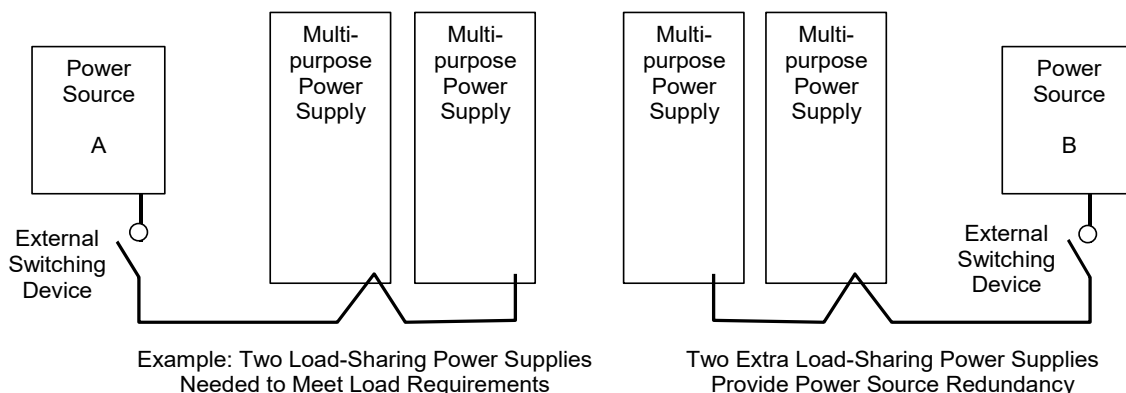 Power
Source
A
External
Switching
Device
Multi-
purpose
Power
Supply
Multi-
purpose
Power
Supply
Example: Two Load-Sharing Power Supplies
Needed to Meet Load Requirements
Multi-
purpose
Power
Supply
Multi-
purpose
Power
Supply
Power
Source
B
External
Switching
Device
Two Extra Load-Sharing Power Supplies
Provide Power Source Redundancy